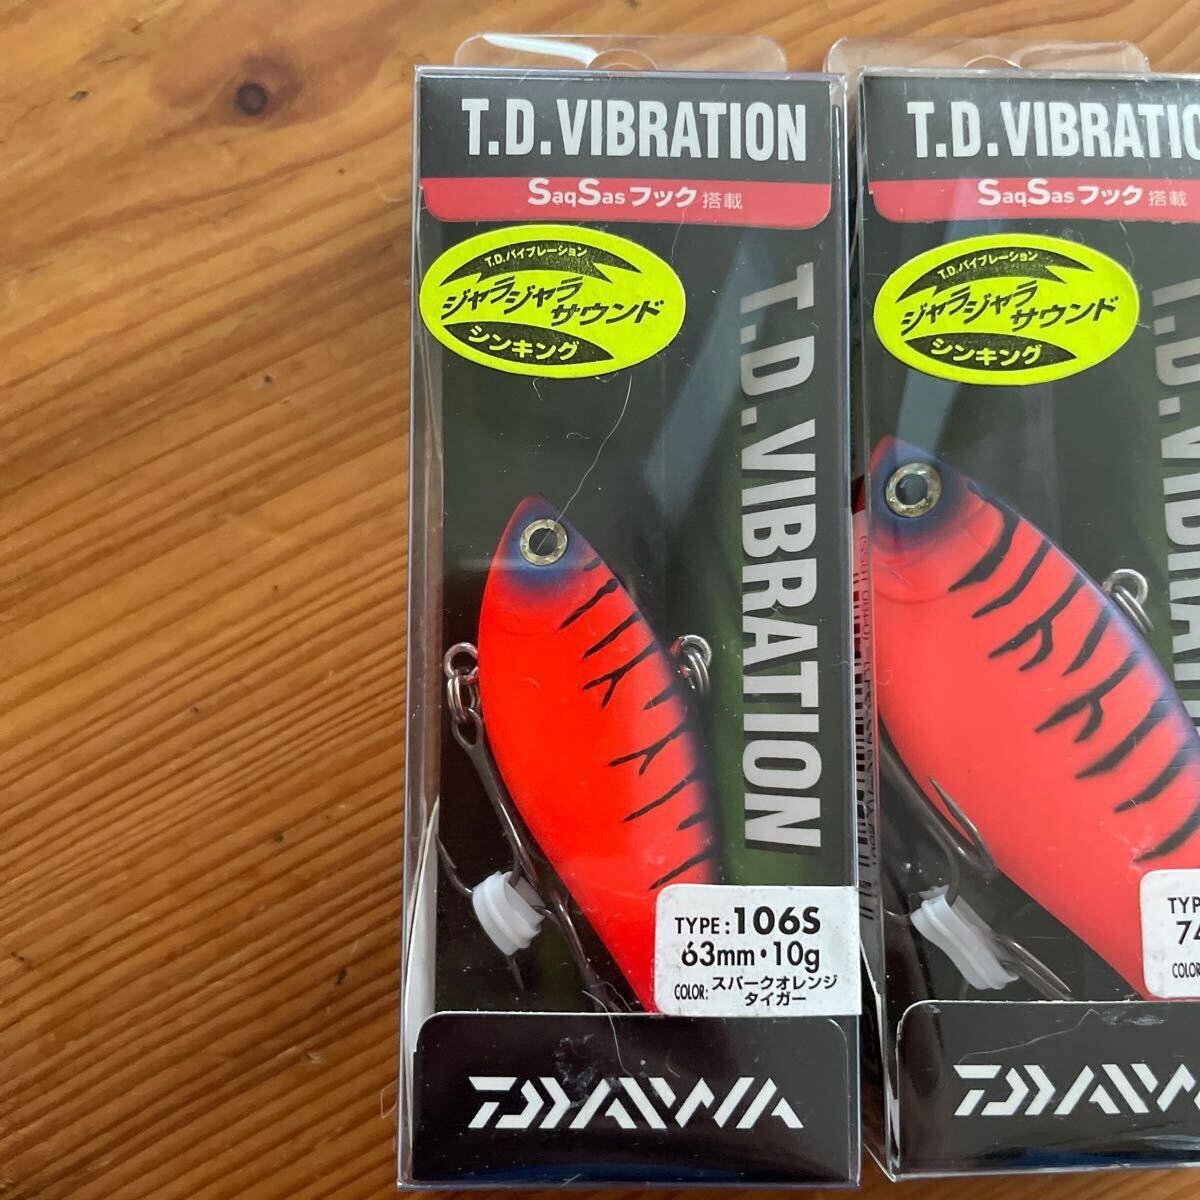 T.D.VIBRATION
SaqSasフック搭載
T.D.バイブレーション
ジャラジャラ
サウンド
シンキング
T.D.VIBRATION
TYPE:106S
63mm・10g
COLOR:スパークオレンジ
タイガー
DAIWA
T.D.VIBRATIO
SaqSasフック搭載
T.D.バイブレーション
ジャラジャラ
サウンド
シンキング
T.D.VIBRAT
TYP
74
COLOR
DAIWA